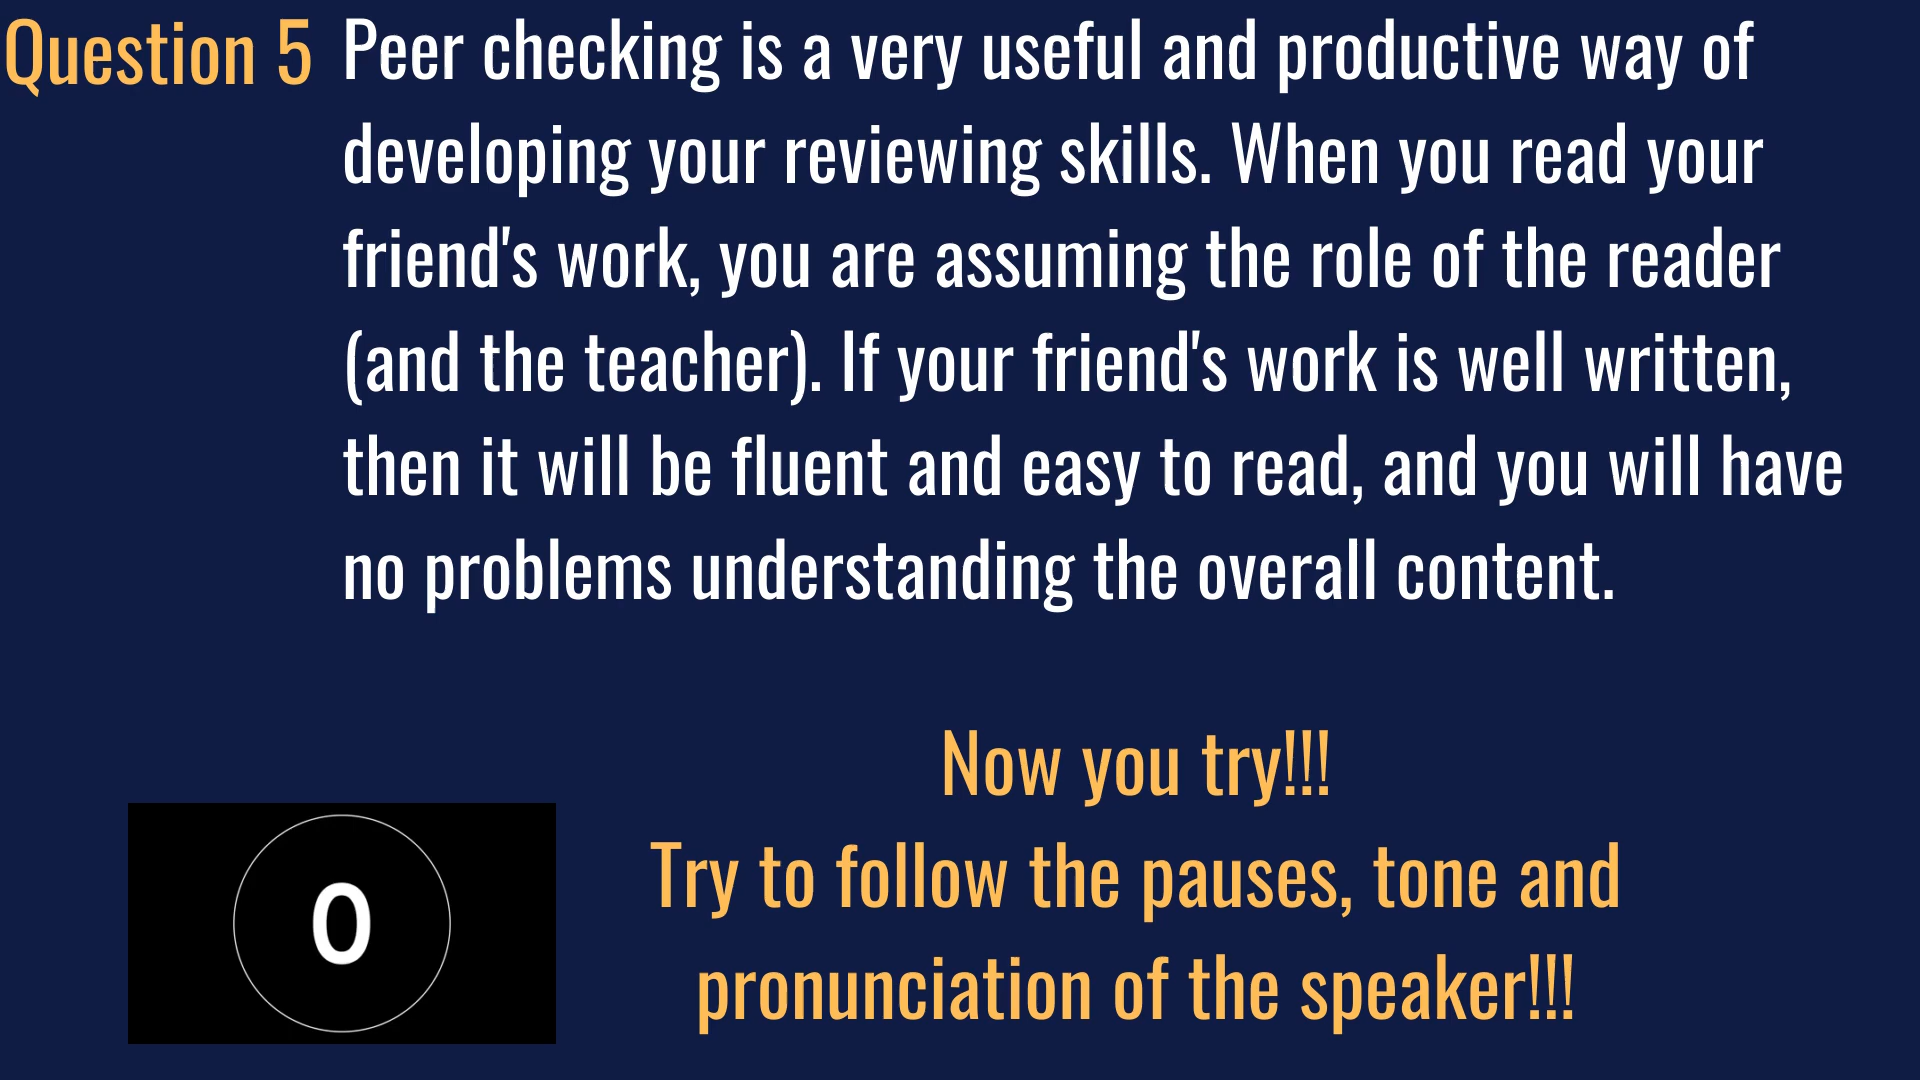 Question 5 Peer checking is a very useful and productive way of
developing your reviewing skills. When you read your
friend's work, you are assuming the role of the reader
(and the teacher). If your friend's work is well written,
then it will be fluent and easy to read, and you will have
no problems understanding the overall content.
Now you try!!!
Try to follow the pauses, tone and
pronunciation of the speaker!!!
0